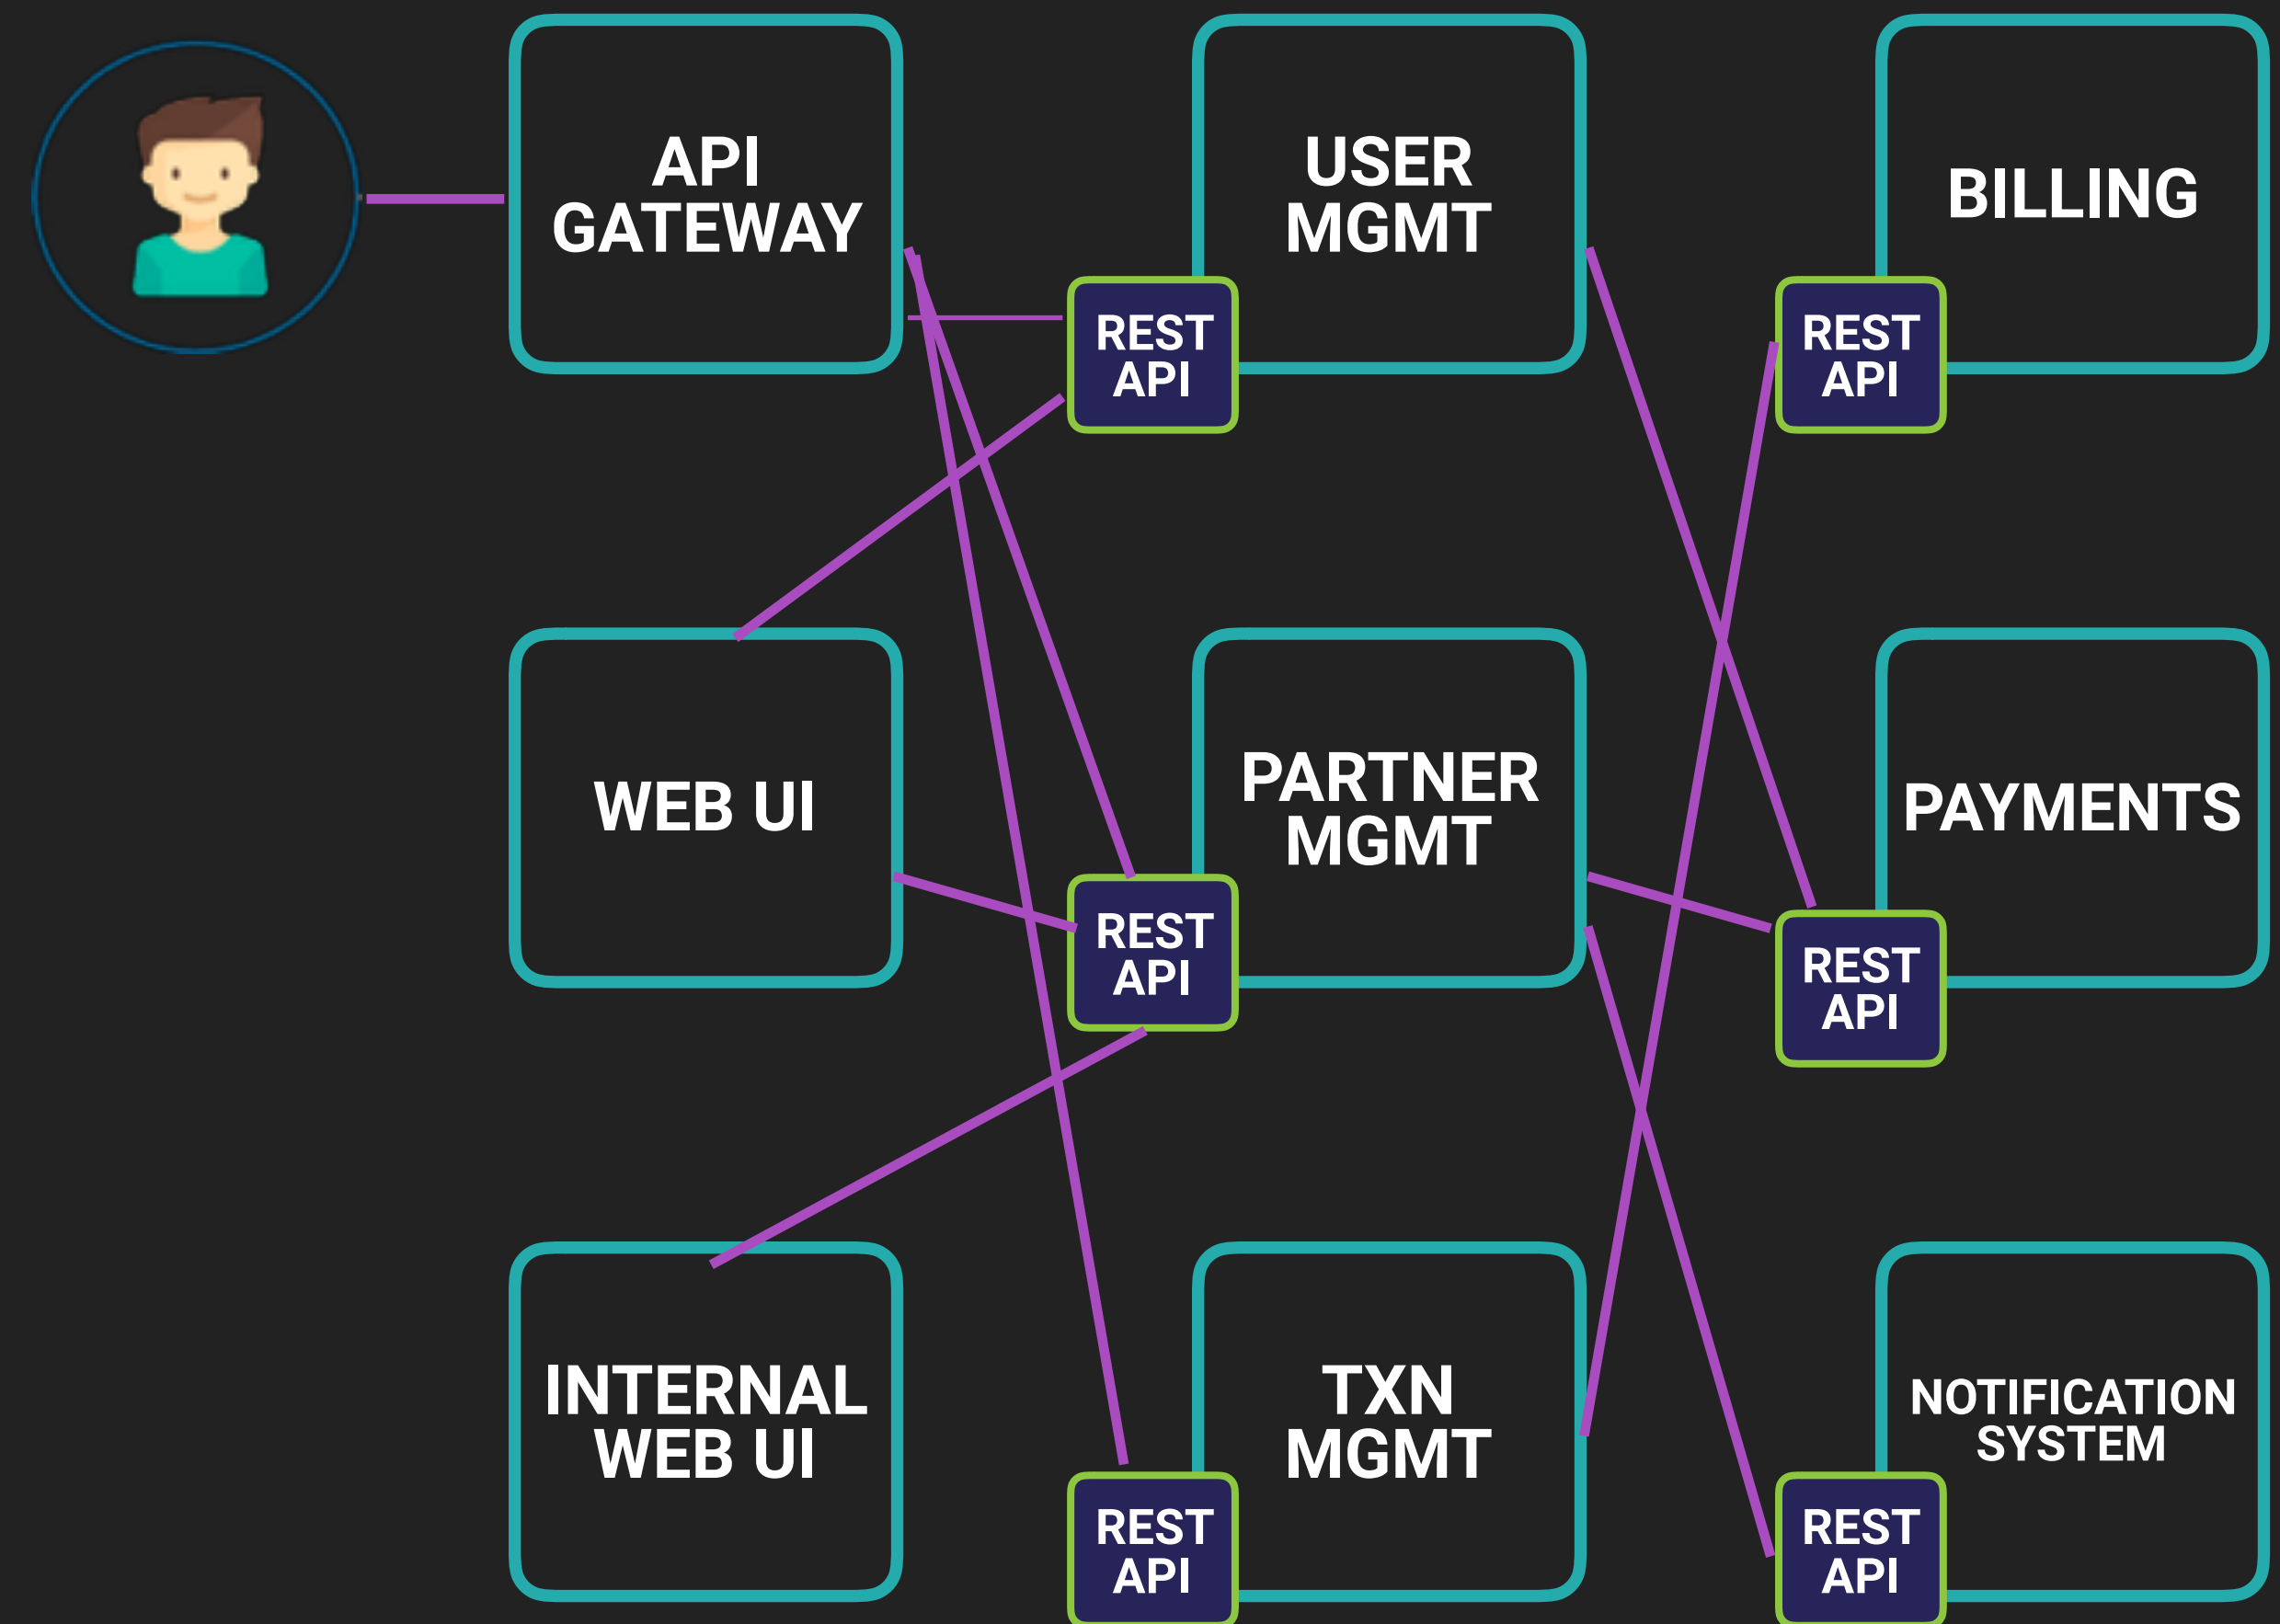 API
GATEWAY
USER
MGMT
BILLING
REST
API
REST
API
WEB UI
PARTNER
MGMT
PAYMENTS
REST
API
REST
API
INTERNAL
WEB UI
TXN
MGMT
NOTIFICATION
SYSTEM
REST
API
REST
API